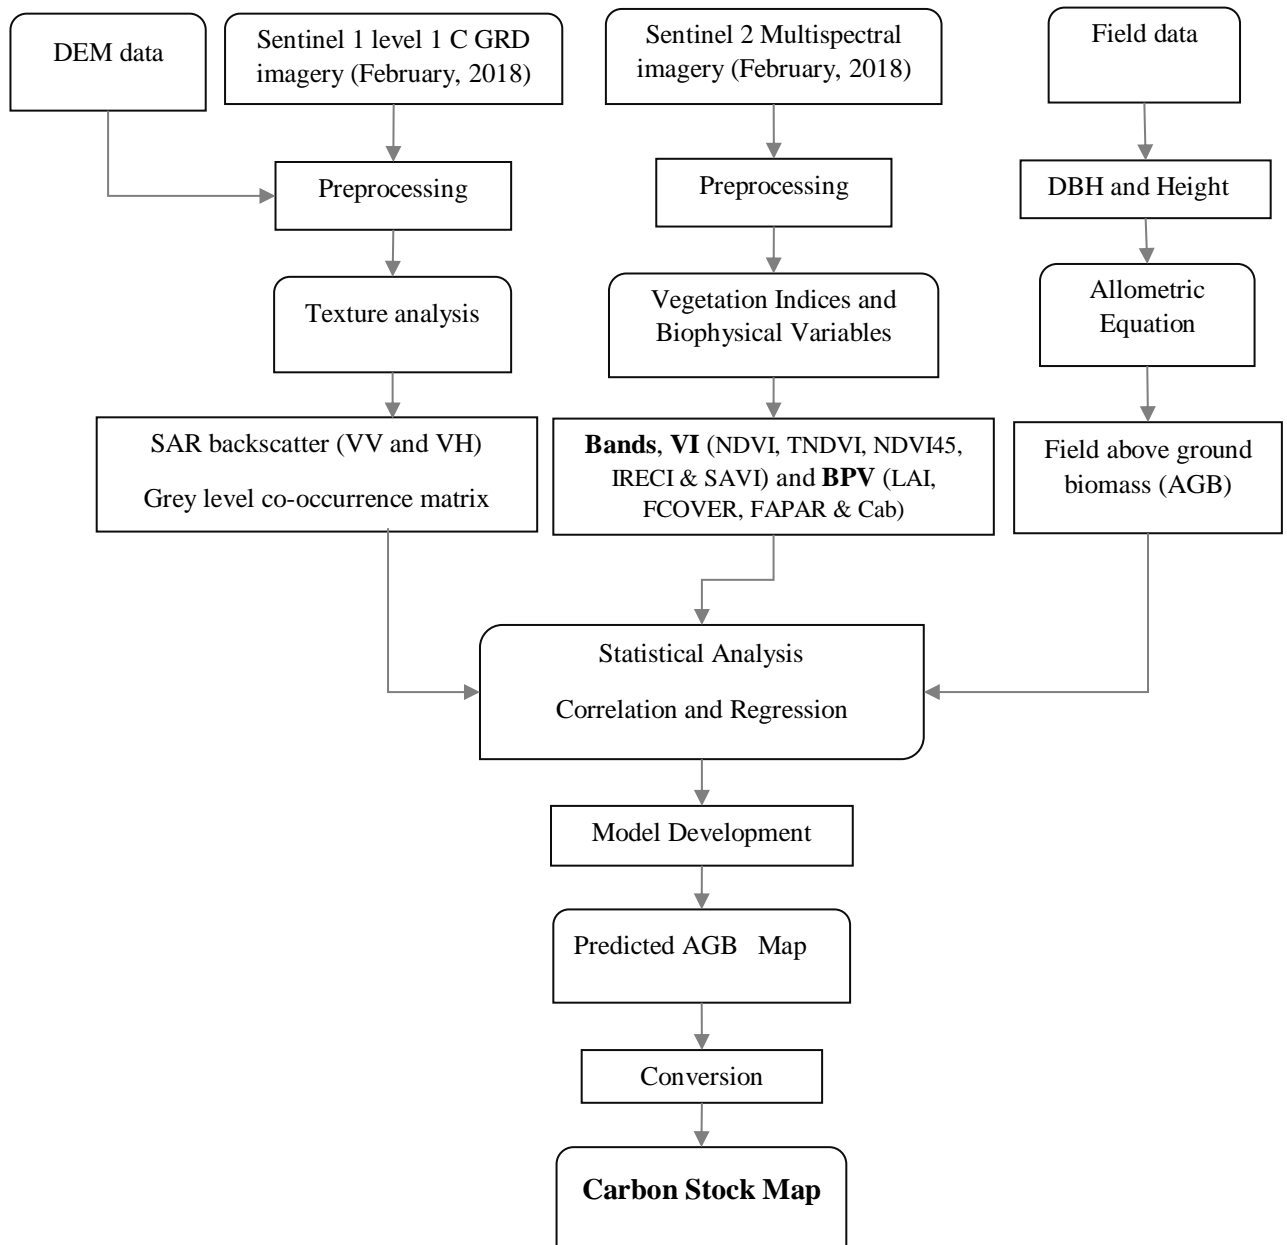 DEM data
Sentinel 1 level 1 C GRD
imagery (February, 2018)
Sentinel 2 Multispectral
imagery (February, 2018)
Field data
Preprocessing
Preprocessing
DBH and Height
Texture analysis
Vegetation Indices and
Biophysical Variables
Allometric
Equation
SAR backscatter (VV and VH)
Grey level co-occurrence matrix
Bands, VI (NDVI, TNDVI, NDVI45,
IRECI & SAVI) and BPV (LAI,
FCOVER, FAPAR & Cab)
Field above ground
biomass (AGB)
Statistical Analysis
Correlation and Regression
Model Development
Predicted AGB Map
Conversion
Carbon Stock Map